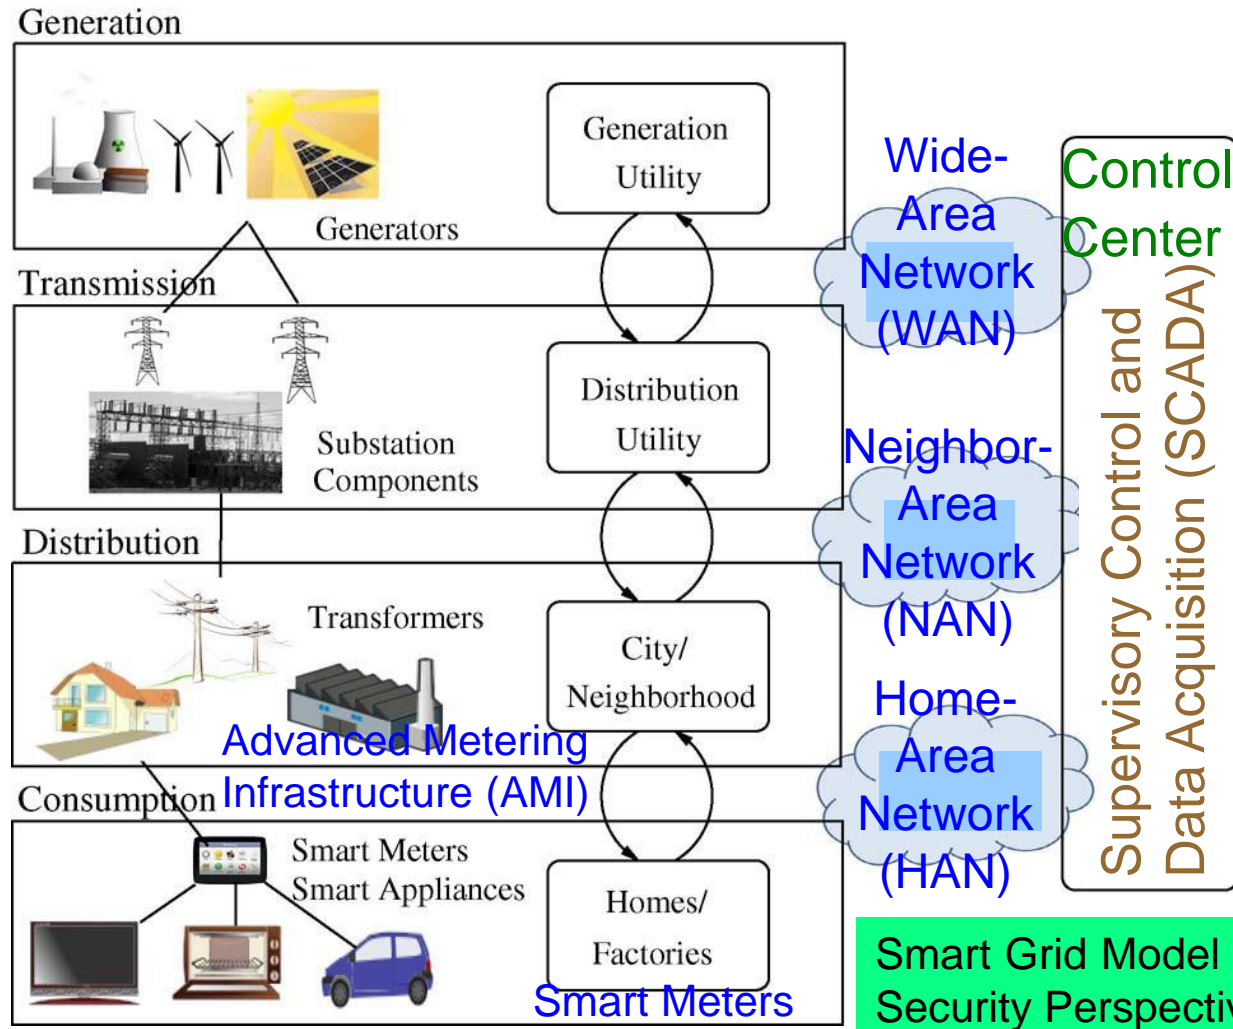 Generation
Generation
Utility
Generators
Wide-
Area
Network
(WAN)
Control
Center
Transmission
Distribution
Utility
Substation
Components
Neighbor-
Area
Network
(NAN)
Supervisory Control and
Data Acquisition (SCADA)
Distribution
Transformers
City/
Neighborhood
Advanced Metering
Infrastructure (AMI)
Home-
Area
Network
(HAN)
Consumption
Smart Meters
Smart Appliances
Homes/
Factories
Smart Meters
Smart Grid Model
Security Perspectiv